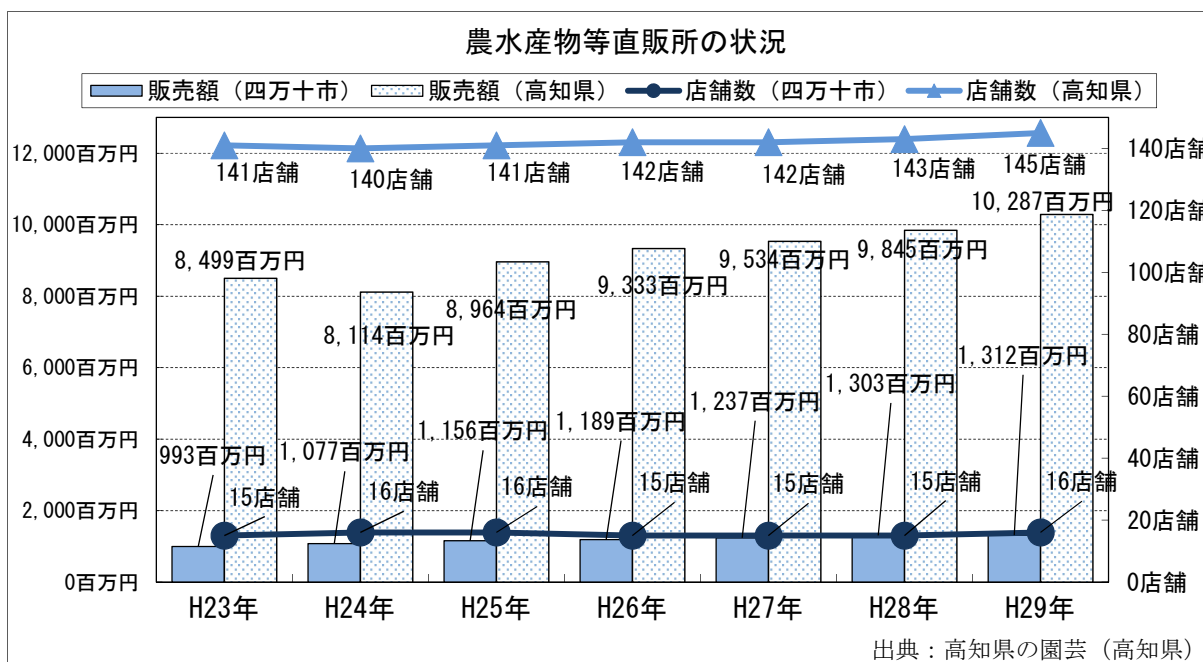 農水産物等直販所の状況
販売額（四万十市） 販売額（高知県） 店舗数（四万十市） 店舗数（高知県）
12,000百万円
10,000百万円
8,000百万円
6,000百万円
4,000百万円
2,000百万円
0百万円
140店舗
120店舗
100店舗
80店舗
60店舗
40店舗
20店舗
0店舗
141店舗 140店舗 141店舗 142店舗 142店舗 143店舗 145店舗
8,499百万円 8,114百万円 8,964百万円 9,333百万円 9,534百万円 9,845百万円 10,287百万円
993百万円 1,077百万円 1,156百万円 1,189百万円 1,237百万円 1,303百万円 1,312百万円
15店舗 16店舗 16店舗 15店舗 15店舗 15店舗 16店舗
H23年 H24年 H25年 H26年 H27年 H28年 H29年
出典：高知県の園芸（高知県）